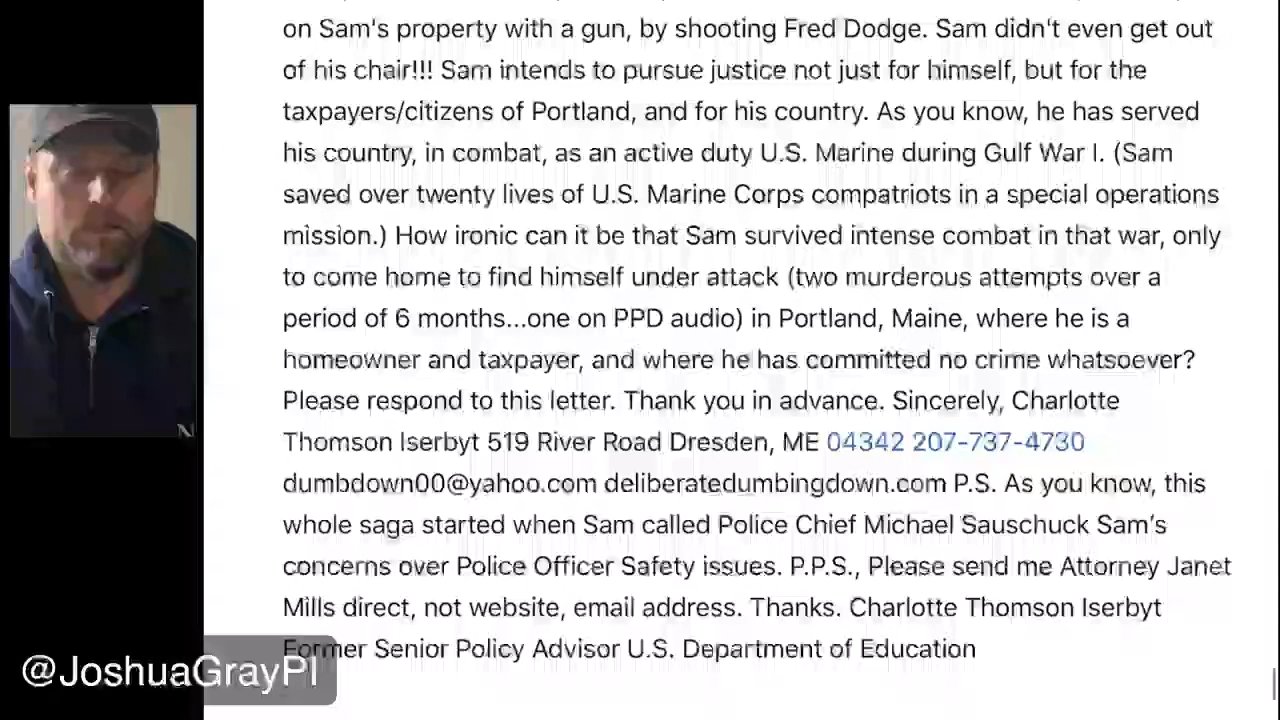 on Sam's property with a gun, by shooting Fred Dodge. Sam didn't even get out
of his chair!!! Sam intends to pursue justice not just for himself, but for the
taxpayers/citizens of Portland, and for his country. As you know, he has served
his country, in combat, as an active duty U.S. Marine during Gulf War I. (Sam
saved over twenty lives of U.S. Marine Corps compatriots in a special operations
mission.) How ironic can it be that Sam survived intense combat in that war, only
to come home to find himself under attack (two murderous attempts over a
period of 6 months...one on PPD audio) in Portland, Maine, where he is a
homeowner and taxpayer, and where he has committed no crime whatsoever?
Please respond to this letter. Thank you in advance. Sincerely, Charlotte
Thomson Iserbyt 519 River Road Dresden, ME 04342 207-737-4730
dumbdown00@yahoo.com deliberatedumbingdown.com P.S. As you know, this
whole saga started when Sam called Police Chief Michael Sauschuck Sam's
concerns over Police Officer Safety issues. P.P.S., Please send me Attorney Janet
Mills direct, not website, email address. Thanks. Charlotte Thomson Iserbyt
Former Senior Policy Advisor U.S. Department of Education
@JoshuaGrayPI
N